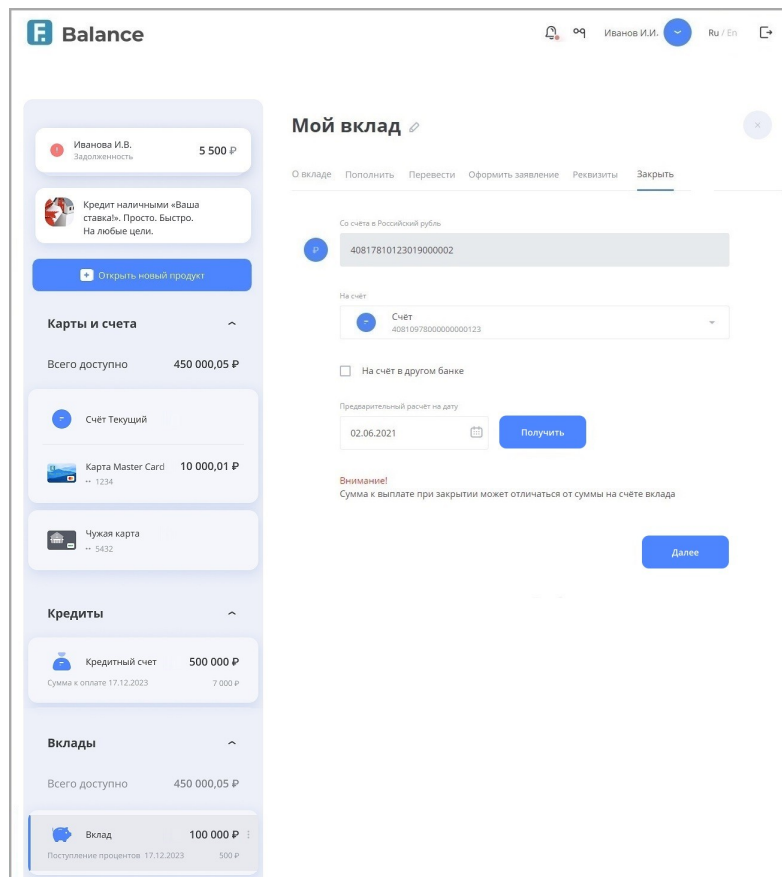 F. Balance
Иванов И.И.
Ru / En
Иванова И.В.
Задолженность
5 500 ₽
Кредит наличными «Ваша
ставка!». Просто. Быстро.
На любые цели.
Открыть новый продукт
Карты и счета
Всего доступно 450 000,05 ₽
Счёт Текущий
Карта Master Card 10 000,01 ₽
•• 1234
Чужая карта
•• 5432
Кредиты
Кредитный счет 500 000 ₽
Сумма к оплате 17.12.2023 7 000 ₽
Вклады
Всего доступно 450 000,05 ₽
Вклад 100 000 ₽
Поступление процентов 17.12.2023 500 ₽
Мой вклад
О вкладе Пополнить Перевести Оформить заявление Реквизиты Закрыть
Со счёта в Российский рубль
₽ 40817810123019000002
На счёт
Счёт
40810978000000000123
На счёт в другом банке
Предварительный расчёт на дату
02.06.2021 Получить
Внимание!
Сумма к выплате при закрытии может отличаться от суммы на счёте вклада
Далее